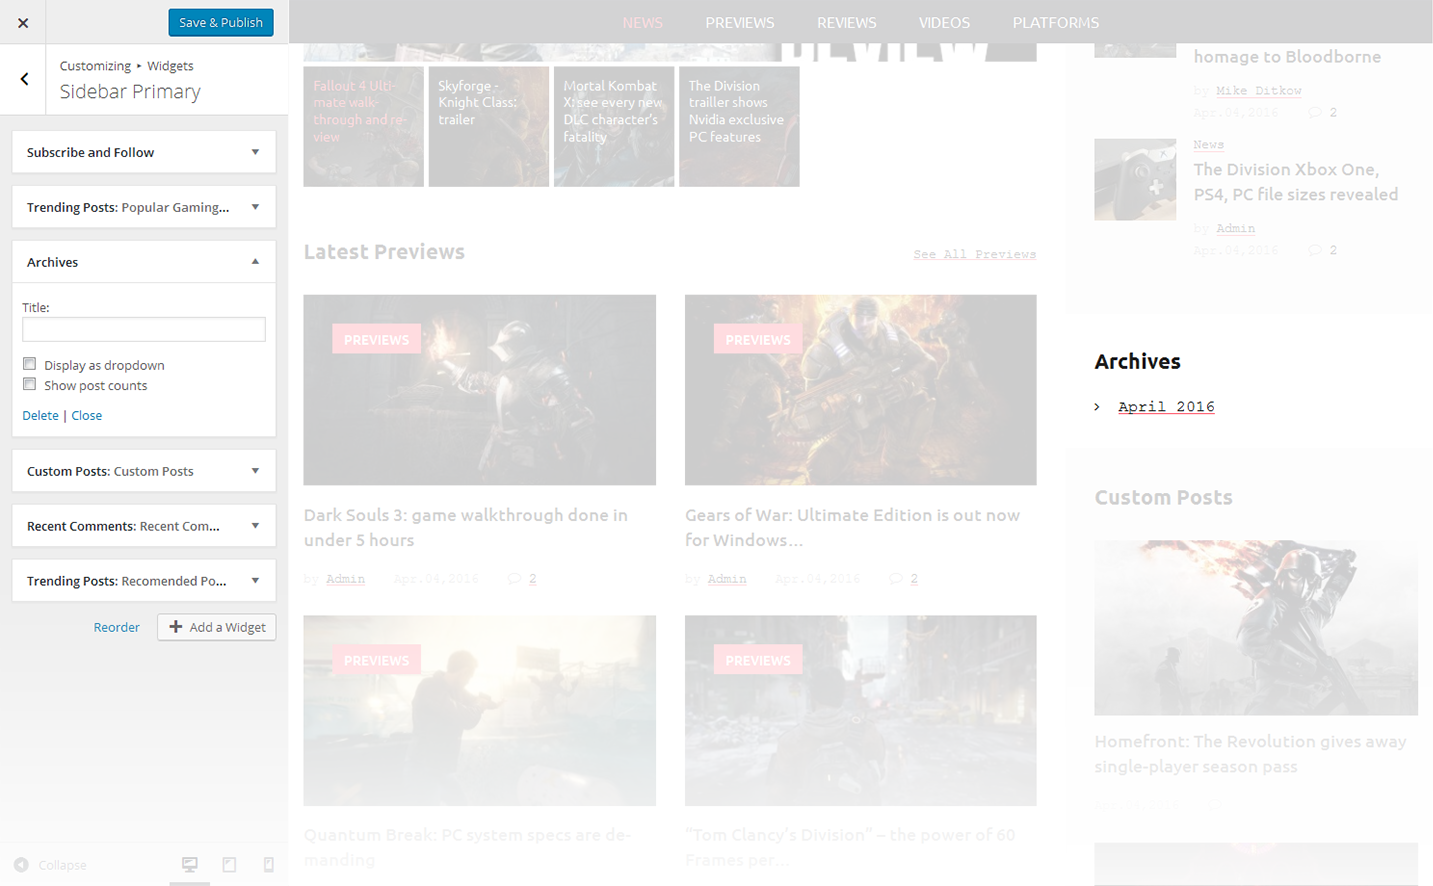 Save & Publish
Customizing ▸ Widgets
Sidebar Primary
Subscribe and Follow
Trending Posts: Popular Gaming...
Archives
Title:
Display as dropdown
Show post counts
Delete | Close
Custom Posts: Custom Posts
Recent Comments: Recent Com...
Trending Posts: Recomended Po...
Reorder
Add a Widget
Collapse
NEWS PREVIEWS REVIEWS VIDEOS PLATFORMS
REVIEW
Fallout 4 Ulti-
mate walk-
through and re-
view
Skyforge -
Knight Class:
trailer
Mortal Kombat
X: see every new
DLC character's
fatality
The Division
trailler shows
Nvidia exclusive
PC features
Latest Previews
See All Previews
PREVIEWS
Dark Souls 3: game walkthrough done in
under 5 hours
by Admin Apr.04,2016 2
PREVIEWS
Gears of War: Ultimate Edition is out now
for Windows...
by Admin Apr.04,2016 2
PREVIEWS
Quantum Break: PC system specs are de-
manding
PREVIEWS
“Tom Clancy’s Division” – the power of 60
Frames per...
homage to Bloodborne
by Mike Ditkow
Apr.04,2016 2
News
The Division Xbox One,
PS4, PC file sizes revealed
by Admin
Apr.04,2016 2
Archives
April 2016
Custom Posts
Homefront: The Revolution gives away
single-player season pass